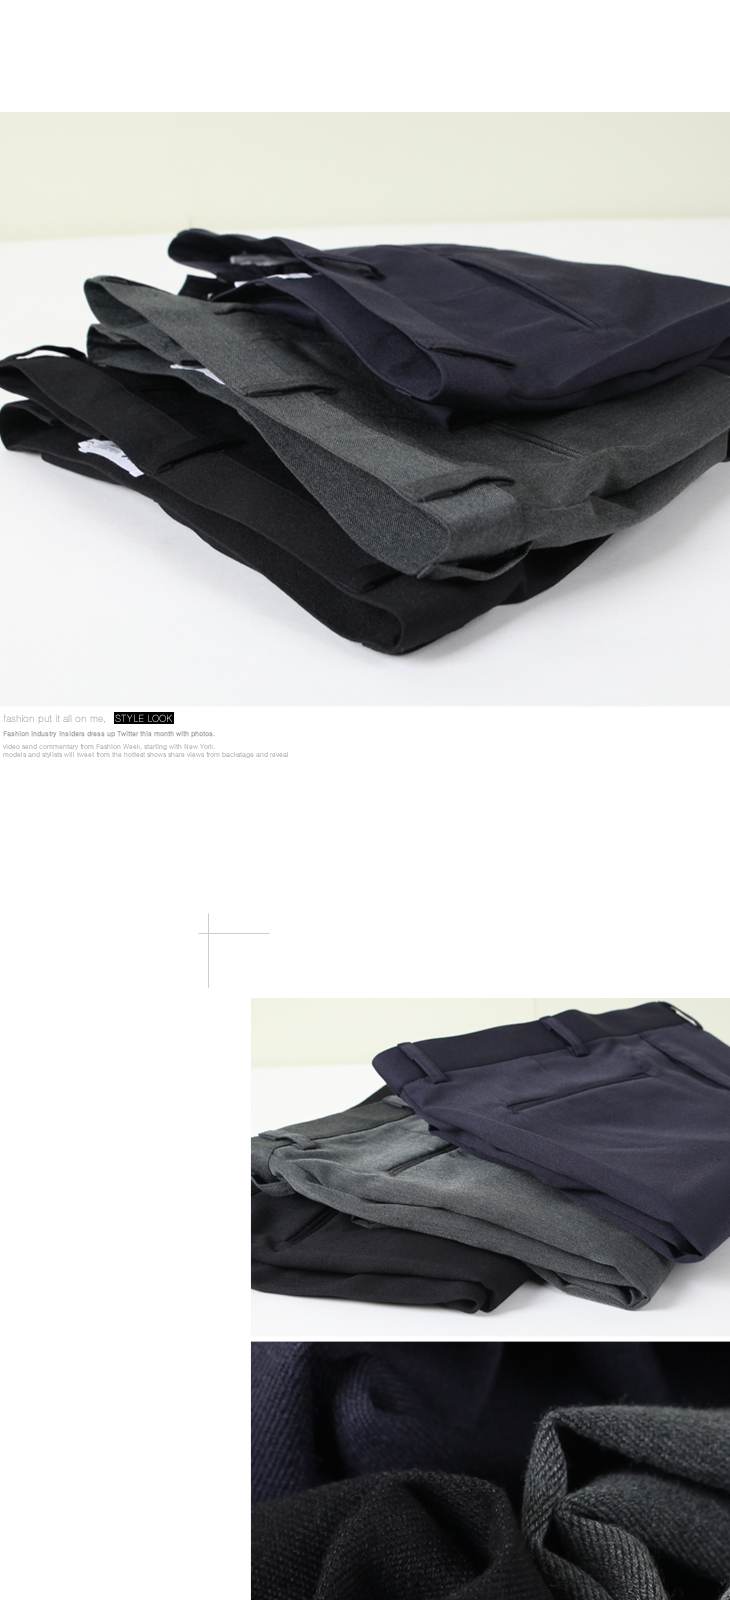 fashion put it all on me, STYLE LOOK
Fashion industry insiders dress up Twitter this month with photos.
video send commentary from Fashion Week, starting with New York.
models and stylists will tweet from the hottest shows share views from backstage and reveal